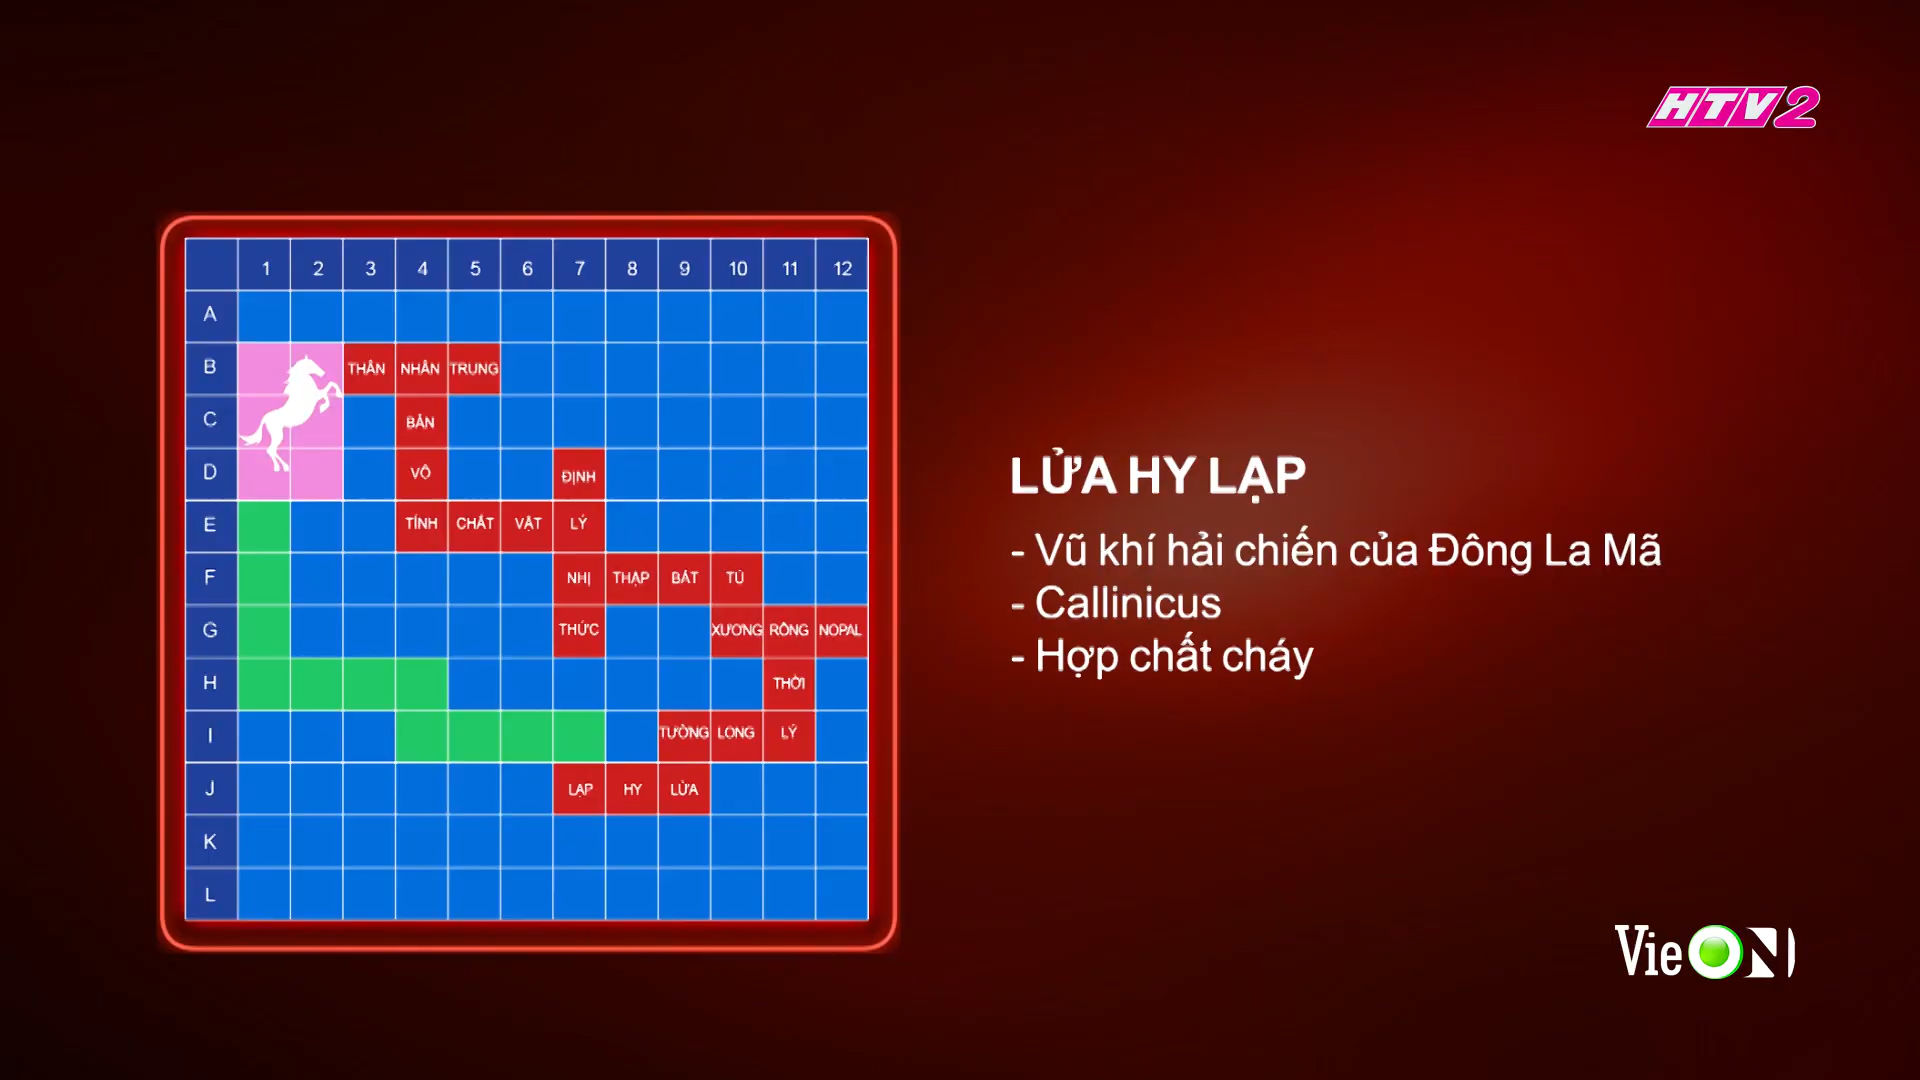 HTV2
1 2 3 4 5 6 7 8 9 10 11 12
A
B THÂN NHÂN TRUNG
C BẢN
D VÔ ĐỊNH
E TÍNH CHẤT VẬT LÝ
F NHỊ THẬP BÁT TÚ
G THỨC XƯƠNG RỒNG NOPAL
H THỜI
I TƯỜNG LONG LÝ
J LẠP HY LỬA
K
L
LỬA HY LẠP
- Vũ khí hải chiến của Đông La Mã
- Callinicus
- Hợp chất cháy
VieON